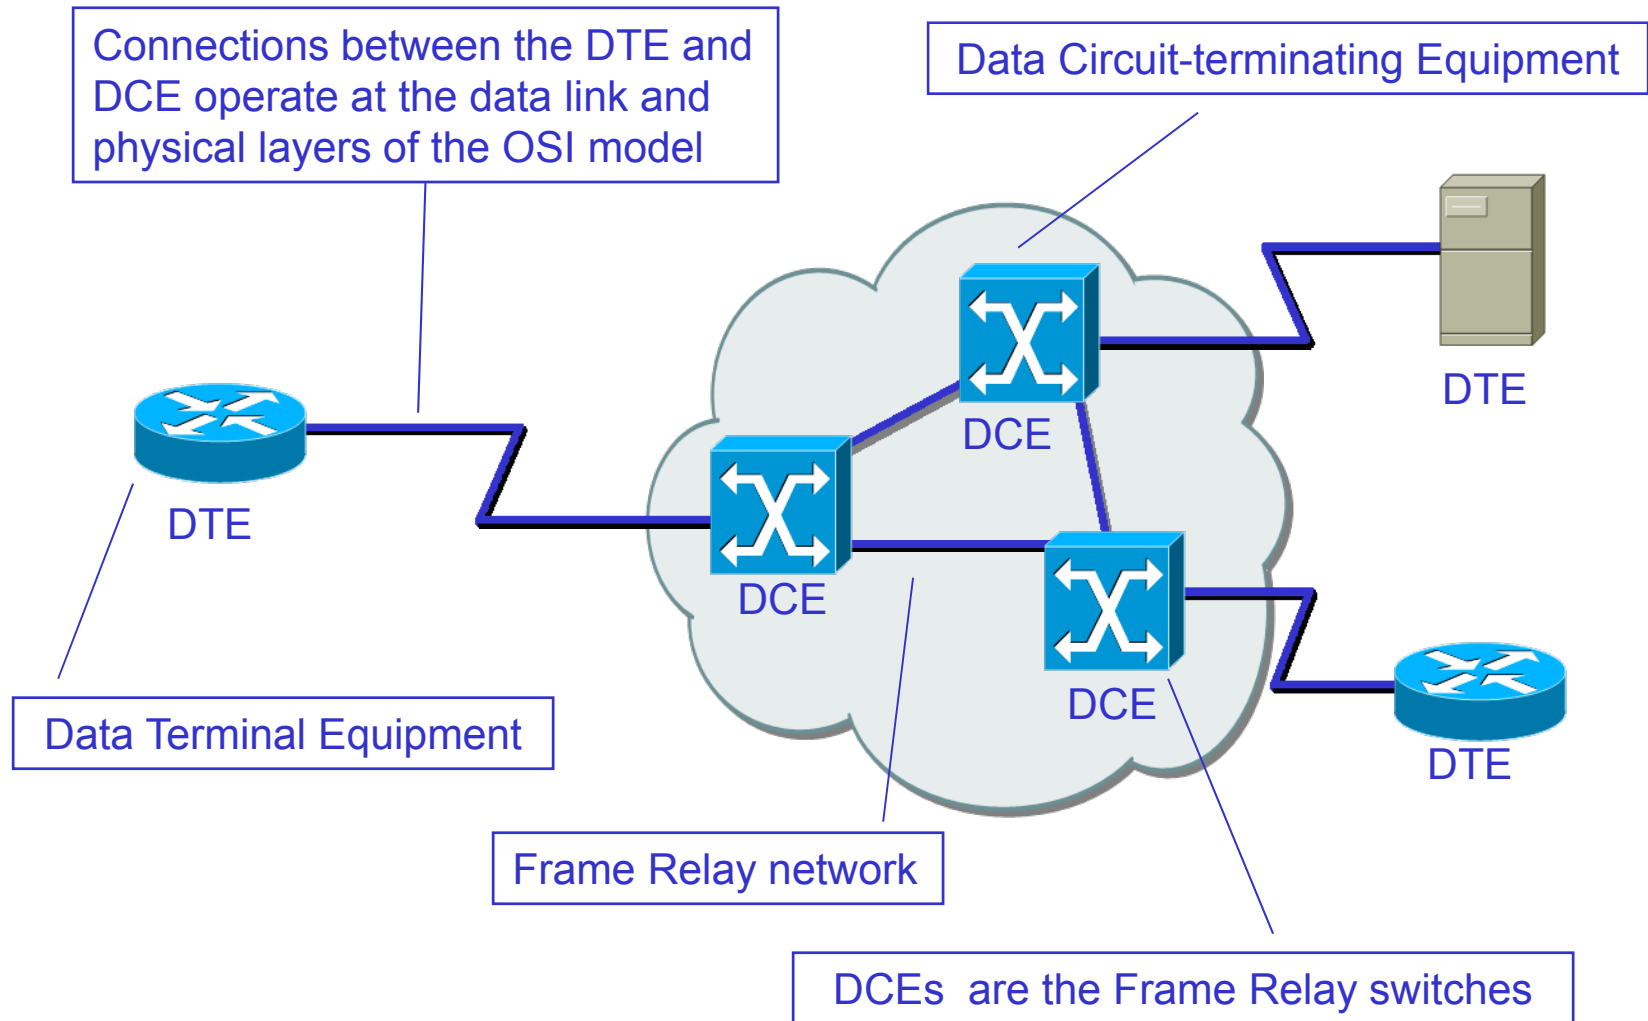 Connections between the DTE and
DCE operate at the data link and
physical layers of the OSI model
Data Circuit-terminating Equipment
DTE
DCE
DTE
DCE
DCE
Data Terminal Equipment
DTE
Frame Relay network
DCEs are the Frame Relay switches